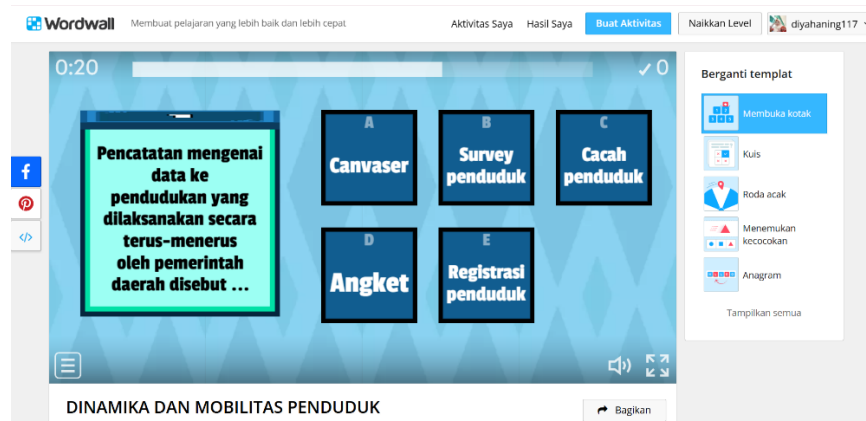 Wordwall
Membuat pelajaran yang lebih baik dan lebih cepat
Aktivitas Saya
Hasil Saya
Buat Aktivitas
Naikkan Level
diyahaning117
0:20
✓ 0
Pencatatan mengenai
data ke
pendudukan yang
dilaksanakan secara
terus-menerus
oleh pemerintah
daerah disebut ...
A
Canvaser
B
Survey
penduduk
C
Cacah
penduduk
D
Angket
E
Registrasi
penduduk
Berganti templat
Membuka kotak
Kuis
Roda acak
Menemukan
kecocokan
Anagram
Tampilkan semua
DINAMIKA DAN MOBILITAS PENDUDUK
Bagikan